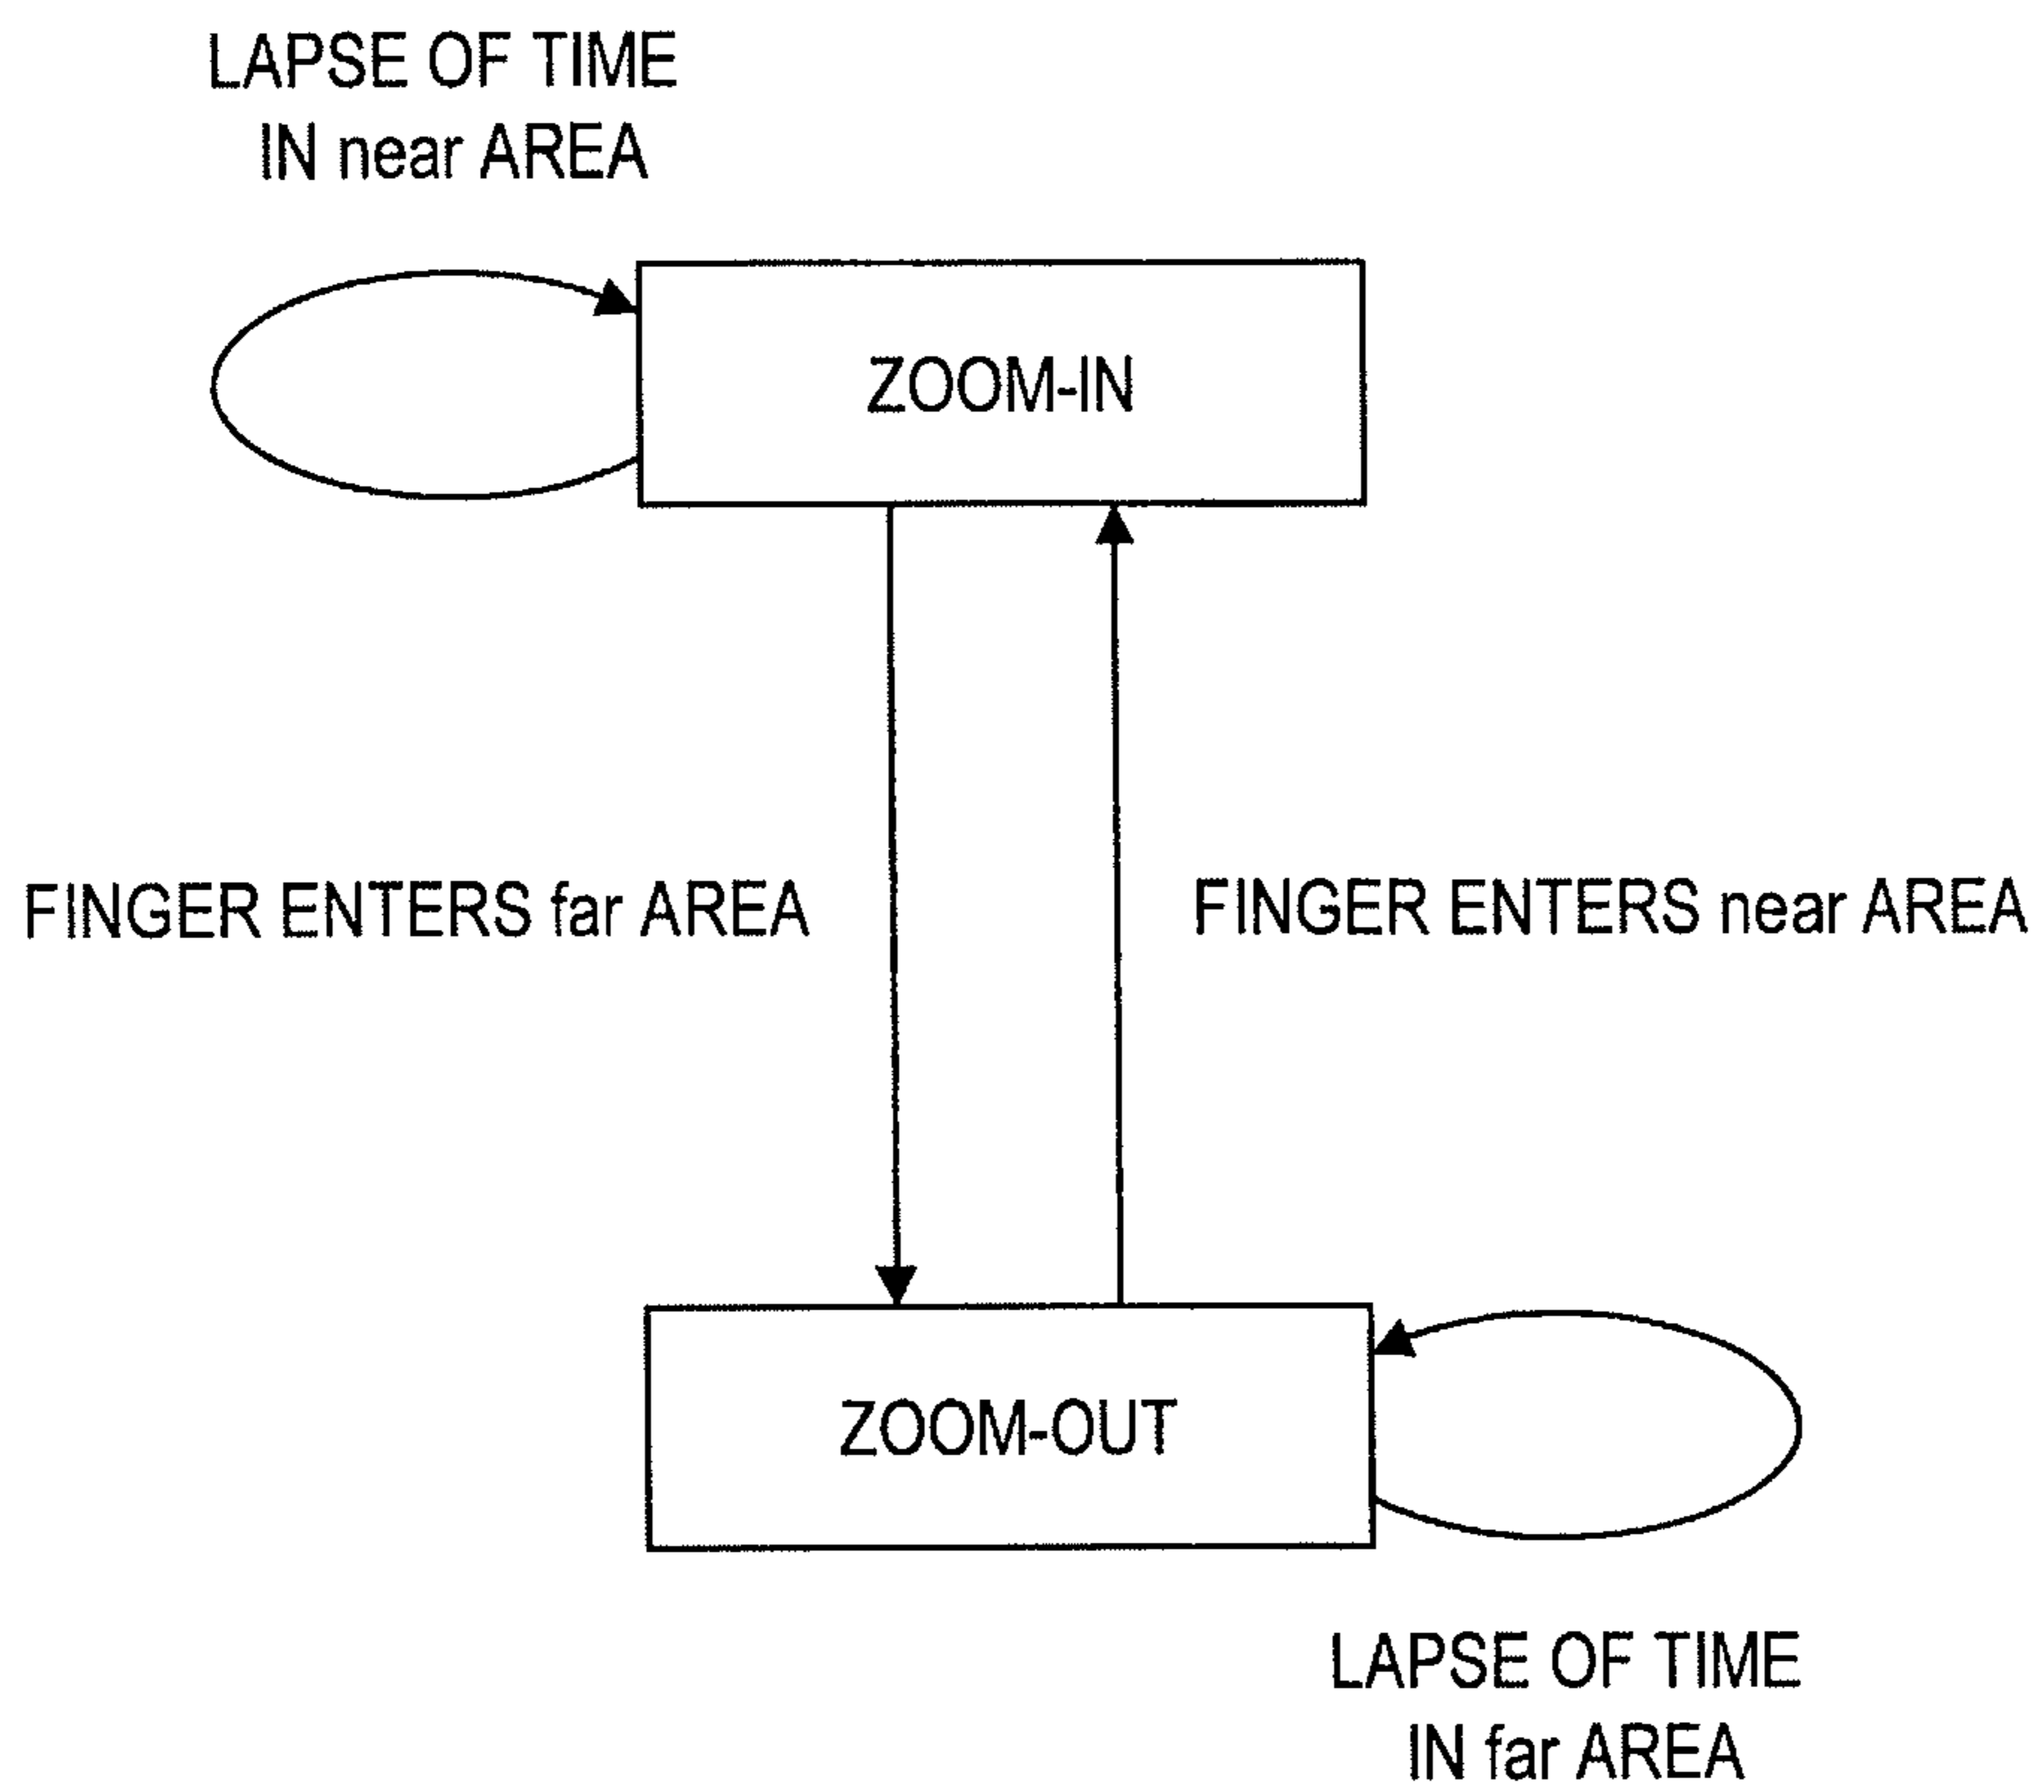 LAPSE OF TIME
IN near AREA
ZOOM-IN
FINGER ENTERS far AREA
FINGER ENTERS near AREA
ZOOM-OUT
LAPSE OF TIME
IN far AREA